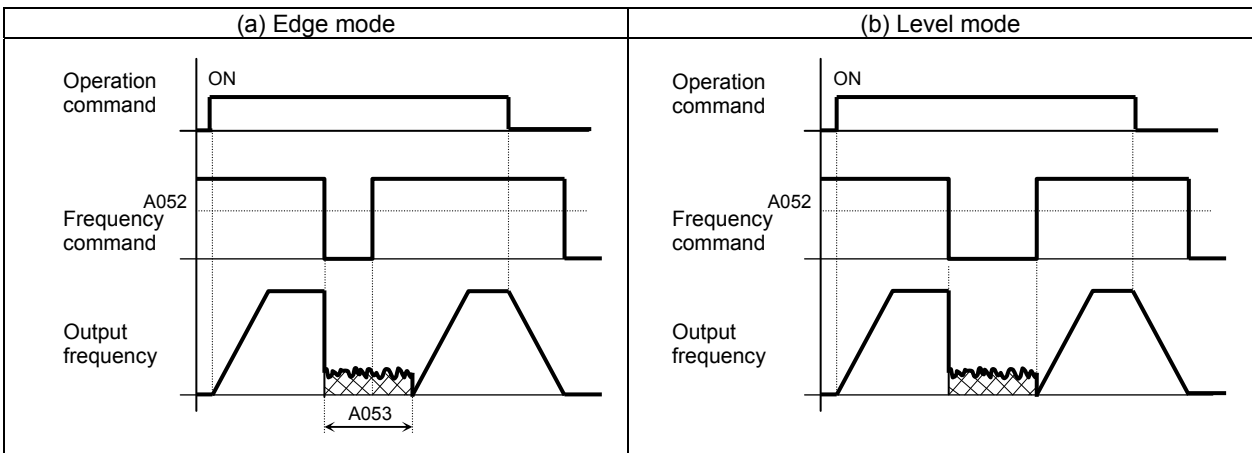 (a) Edge mode
(b) Level mode
Operation
command
ON
A052
Frequency
command
Output
frequency
A053
Operation
command
ON
A052
Frequency
command
Output
frequency